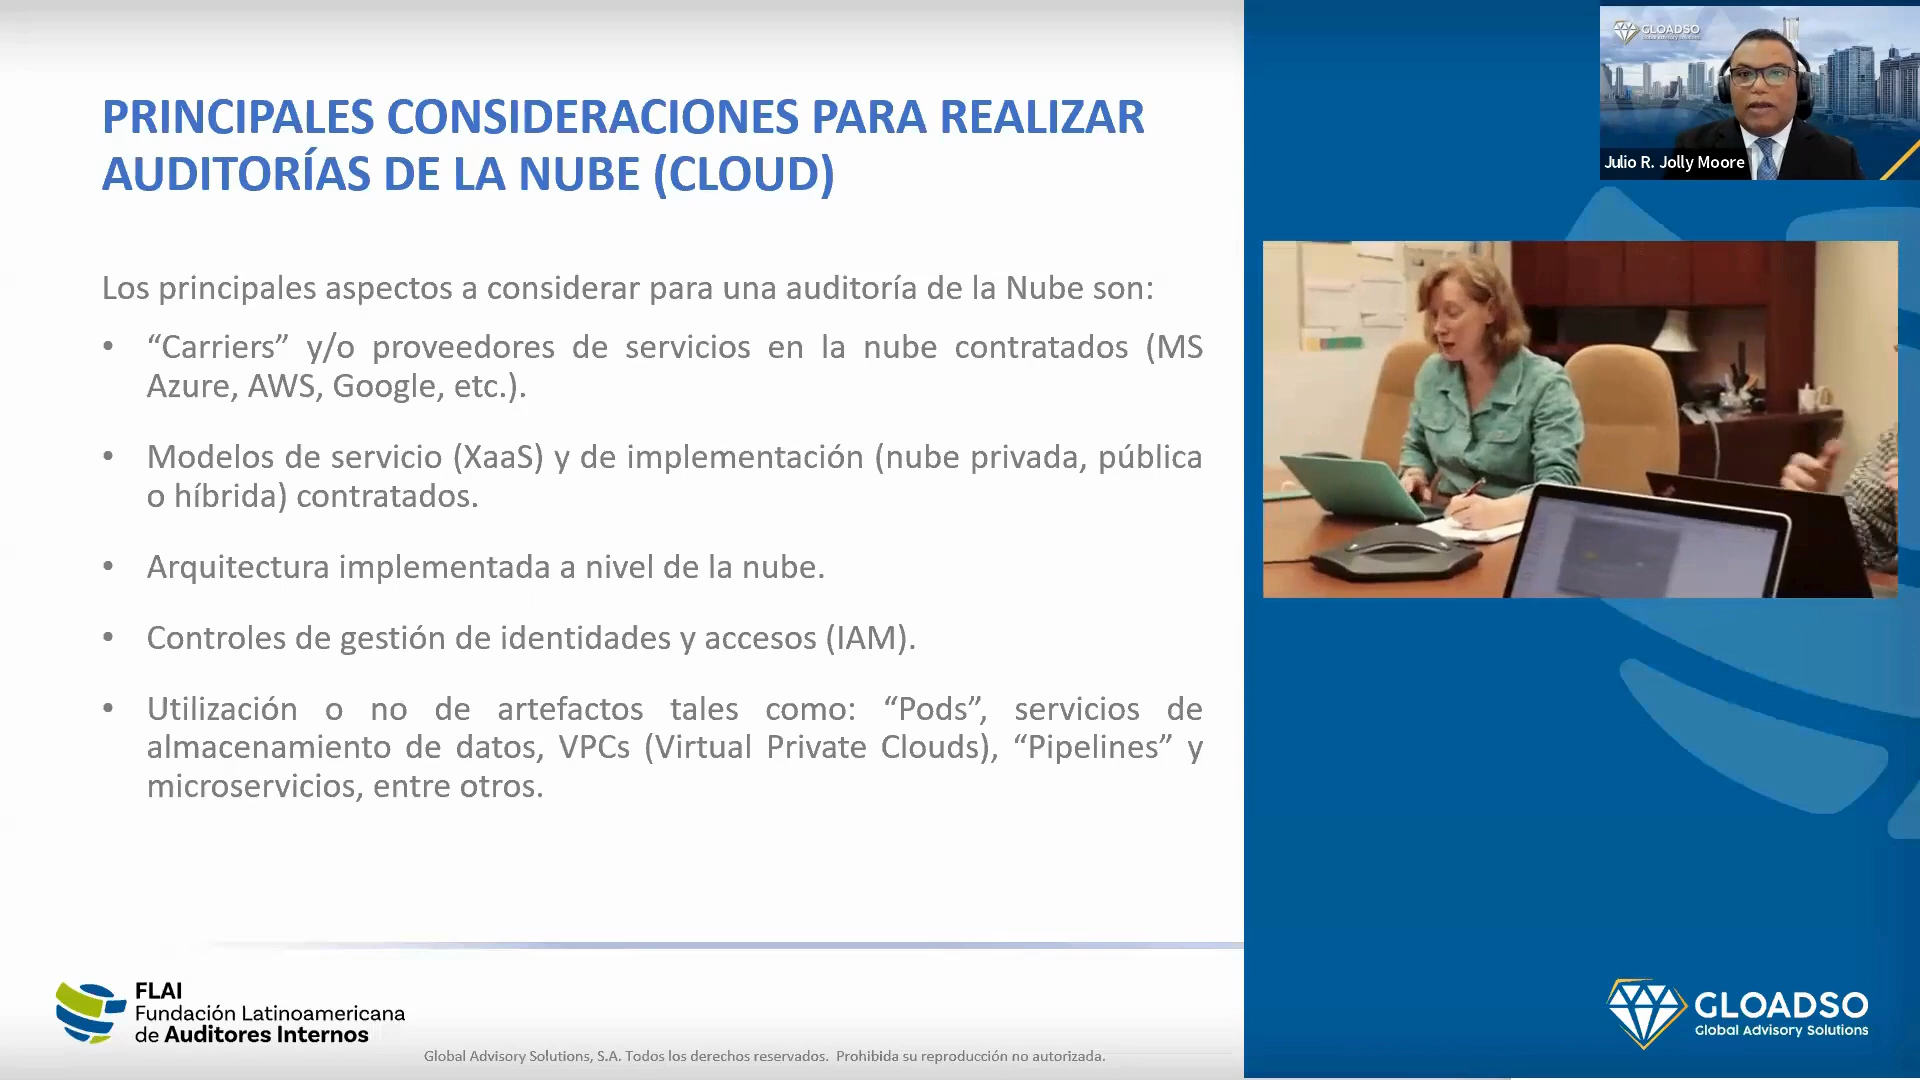 GLOADSO
Julio R. Jolly Moore
PRINCIPALES CONSIDERACIONES PARA REALIZAR
AUDITORÍAS DE LA NUBE (CLOUD)
Los principales aspectos a considerar para una auditoría de la Nube son:
• “Carriers” y/o proveedores de servicios en la nube contratados (MS
Azure, AWS, Google, etc.).
• Modelos de servicio (XaaS) y de implementación (nube privada, pública
o híbrida) contratados.
• Arquitectura implementada a nivel de la nube.
• Controles de gestión de identidades y accesos (IAM).
• Utilización o no de artefactos tales como: “Pods”, servicios de
almacenamiento de datos, VPCs (Virtual Private Clouds), “Pipelines” y
microservicios, entre otros.
FLAI
Fundación Latinoamericana
de Auditores Internos
Global Advisory Solutions, S.A. Todos los derechos reservados. Prohibida su reproducción no autorizada.
GLOADSO
Global Advisory Solutions